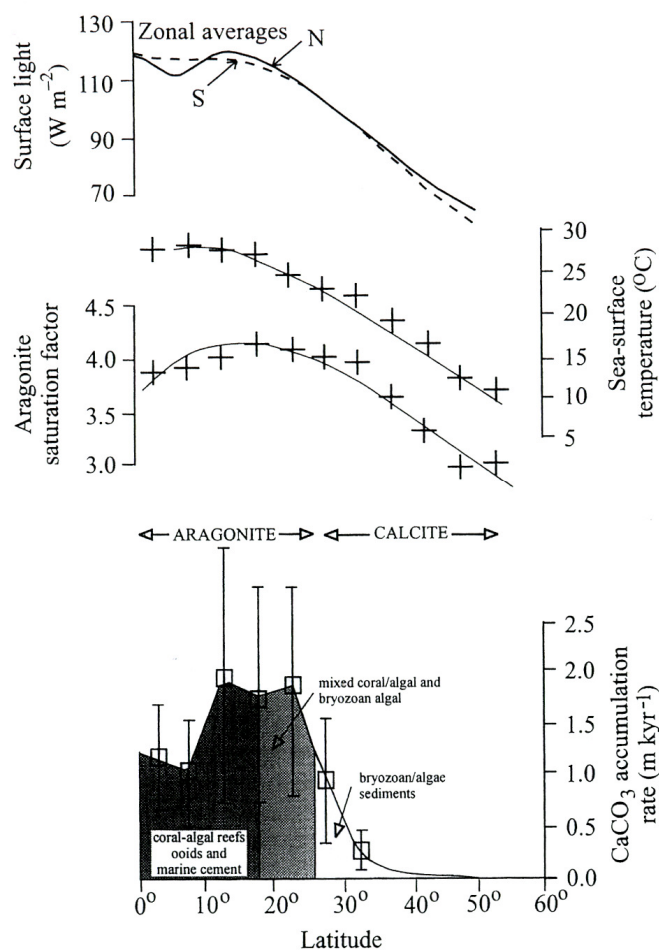 130
110
90
70
Surface light
(W m⁻²)
Zonal averages
N
S
4.5
4.0
3.5
3.0
Aragonite
saturation factor
30
25
20
15
10
5
Sea-surface
temperature (°C)
ARAGONITE
CALCITE
mixed coral/algal and
bryozoan algal
bryozoan/algae
sediments
coral-algal reefs
ooids and
marine cement
2.5
2.0
1.5
1.0
0.5
0.0
CaCO₃ accumulation
rate (m kyr⁻¹)
0° 10° 20° 30° 40° 50° 60°
Latitude